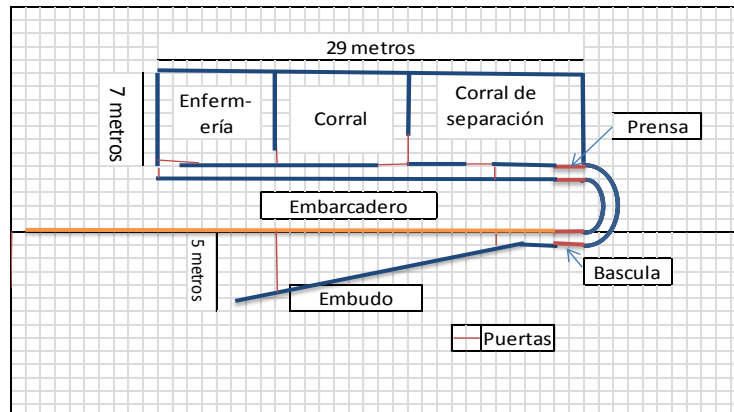 29 metros
7 metros
Enferm-
ería
Corral
Corral de
separación
Prensa
Embarcadero
5 metros
Bascula
Embudo
Puertas